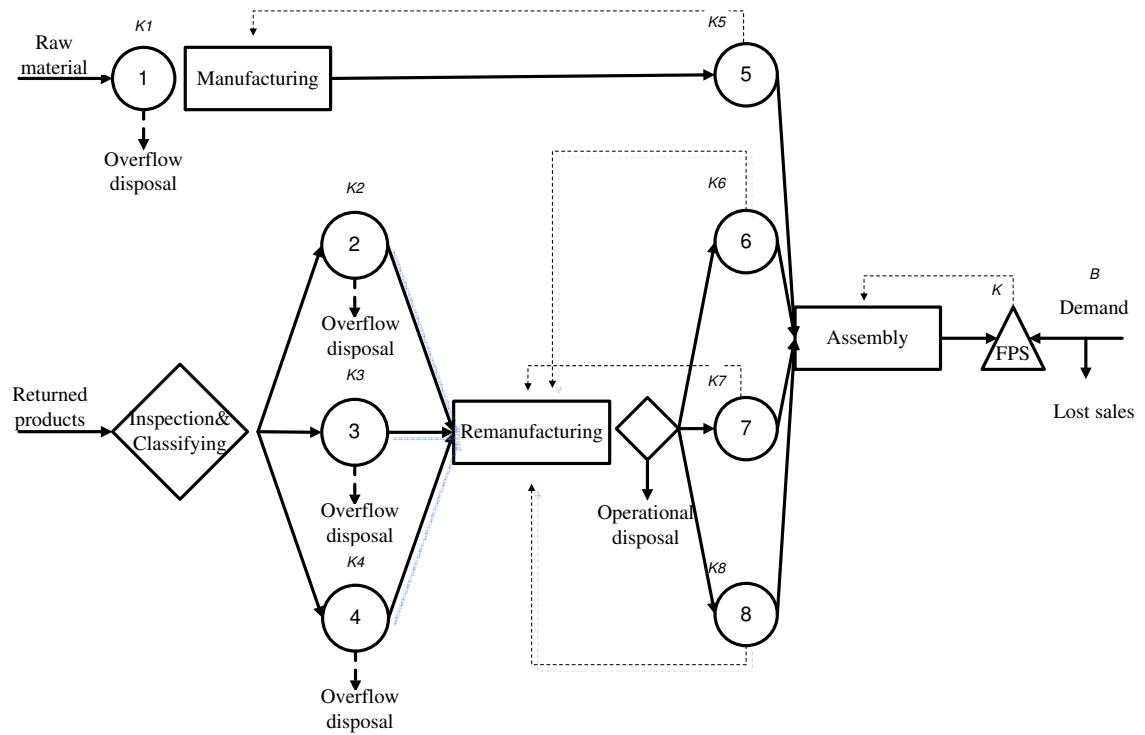 K1
K5
Raw
material
1
Manufacturing
5
Overflow
disposal
K2
K6
2
6
Overflow
disposal
K
B
Demand
Assembly
FPS
Lost sales
K3
K7
Returned
products
Inspection&
Classifying
3
Remanufacturing
7
Overflow
disposal
Operational
disposal
K4
K8
4
8
Overflow
disposal